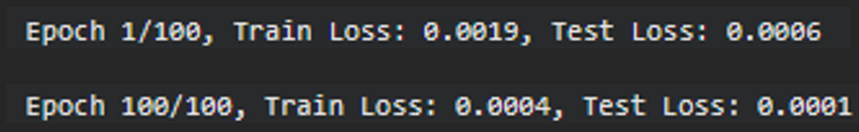 Epoch 1/100, Train Loss: 0.0019, Test Loss: 0.0006
Epoch 100/100, Train Loss: 0.0004, Test Loss: 0.0001